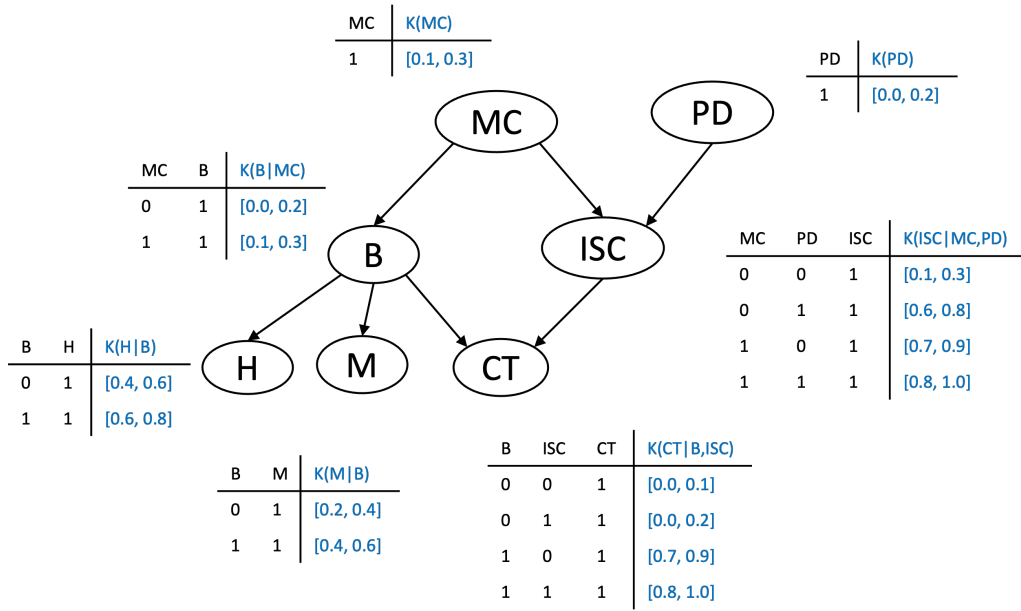 MC K(MC)
1 [0.1, 0.3]
PD K(PD)
1 [0.0, 0.2]
MC
PD
MC B K(B|MC)
0 1 [0.0, 0.2]
1 1 [0.1, 0.3]
B
ISC
MC PD ISC K(ISC|MC,PD)
0 0 1 [0.1, 0.3]
0 1 1 [0.6, 0.8]
1 0 1 [0.7, 0.9]
1 1 1 [0.8, 1.0]
B H K(H|B)
0 1 [0.4, 0.6]
1 1 [0.6, 0.8]
H
M
CT
B M K(M|B)
0 1 [0.2, 0.4]
1 1 [0.4, 0.6]
B ISC CT K(CT|B,ISC)
0 0 1 [0.0, 0.1]
0 1 1 [0.0, 0.2]
1 0 1 [0.7, 0.9]
1 1 1 [0.8, 1.0]